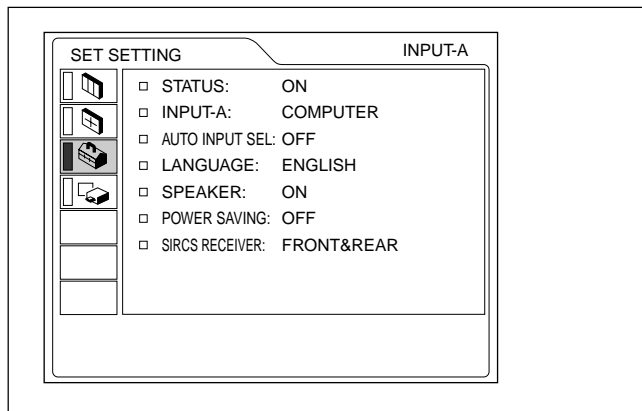 SET SETTING INPUT-A
STATUS: ON
INPUT-A: COMPUTER
AUTO INPUT SEL: OFF
LANGUAGE: ENGLISH
SPEAKER: ON
POWER SAVING: OFF
SIRCS RECEIVER: FRONT&REAR